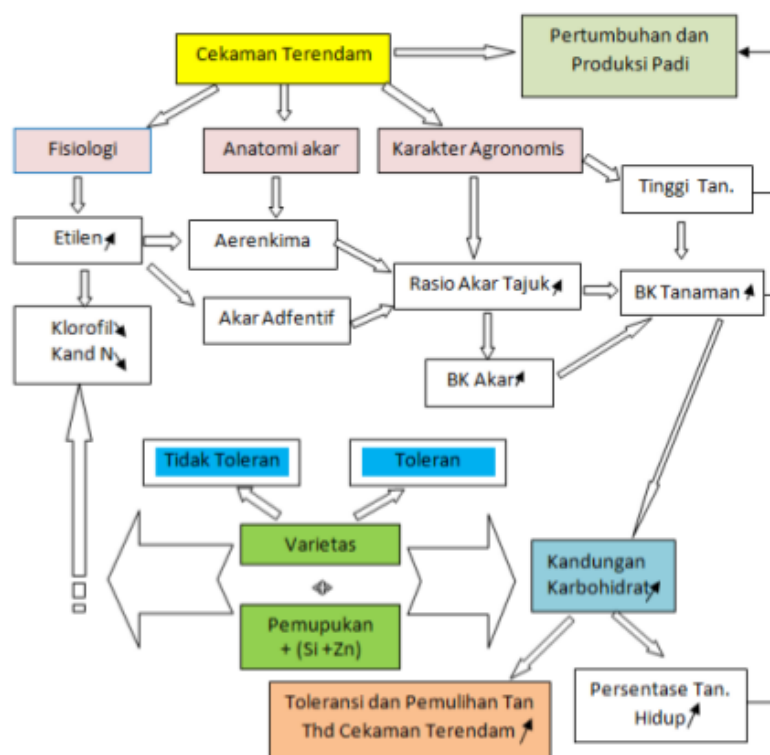 Cekaman Terendam
Pertumbuhan dan
Produksi Padi
Fisiologi
Anatomi akar
Karakter Agronomis
Tinggi Tan.
Etilen
Aerenkima
Rasio Akar Tajuk
BK Tanaman
Klorofil
Kand N
Akar Adfentif
BK Akar
Tidak Toleran
Toleran
Varietas
Kandungan
Karbohidrat
Pemupukan
+ (Si +Zn)
Toleransi dan Pemulihan Tan
Thd Cekaman Terendam
Persentase Tan.
Hidup